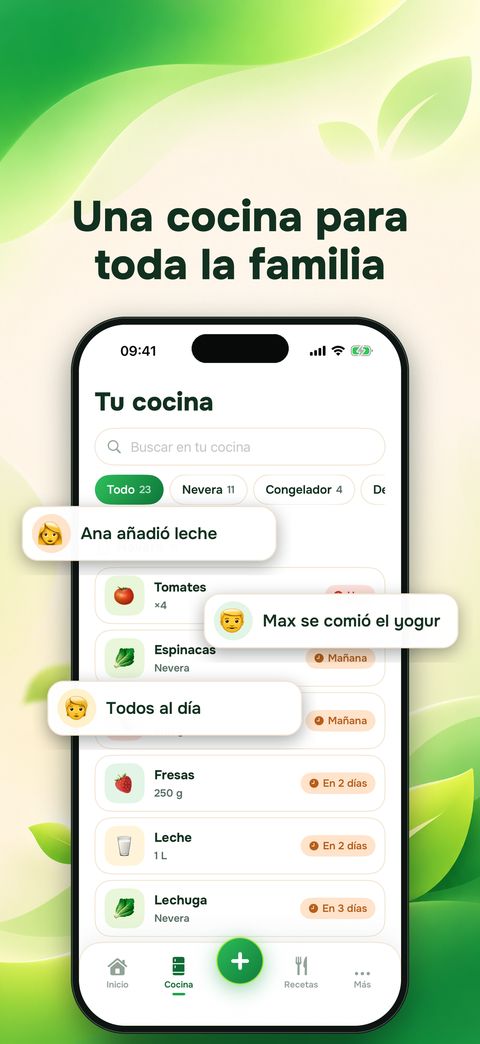 Una cocina para
toda la familia
09:41
Tu cocina
Buscar en tu cocina
Todo 23
Nevera 11
Congelador 4
De
Ana añadió leche
Tomates
×4
Max se comió el yogur
Espinacas
Nevera
Mañana
Todos al día
Mañana
Fresas
250 g
En 2 días
Leche
1 L
En 2 días
Lechuga
Nevera
En 3 días
Inicio
Cocina
Recetas
Más